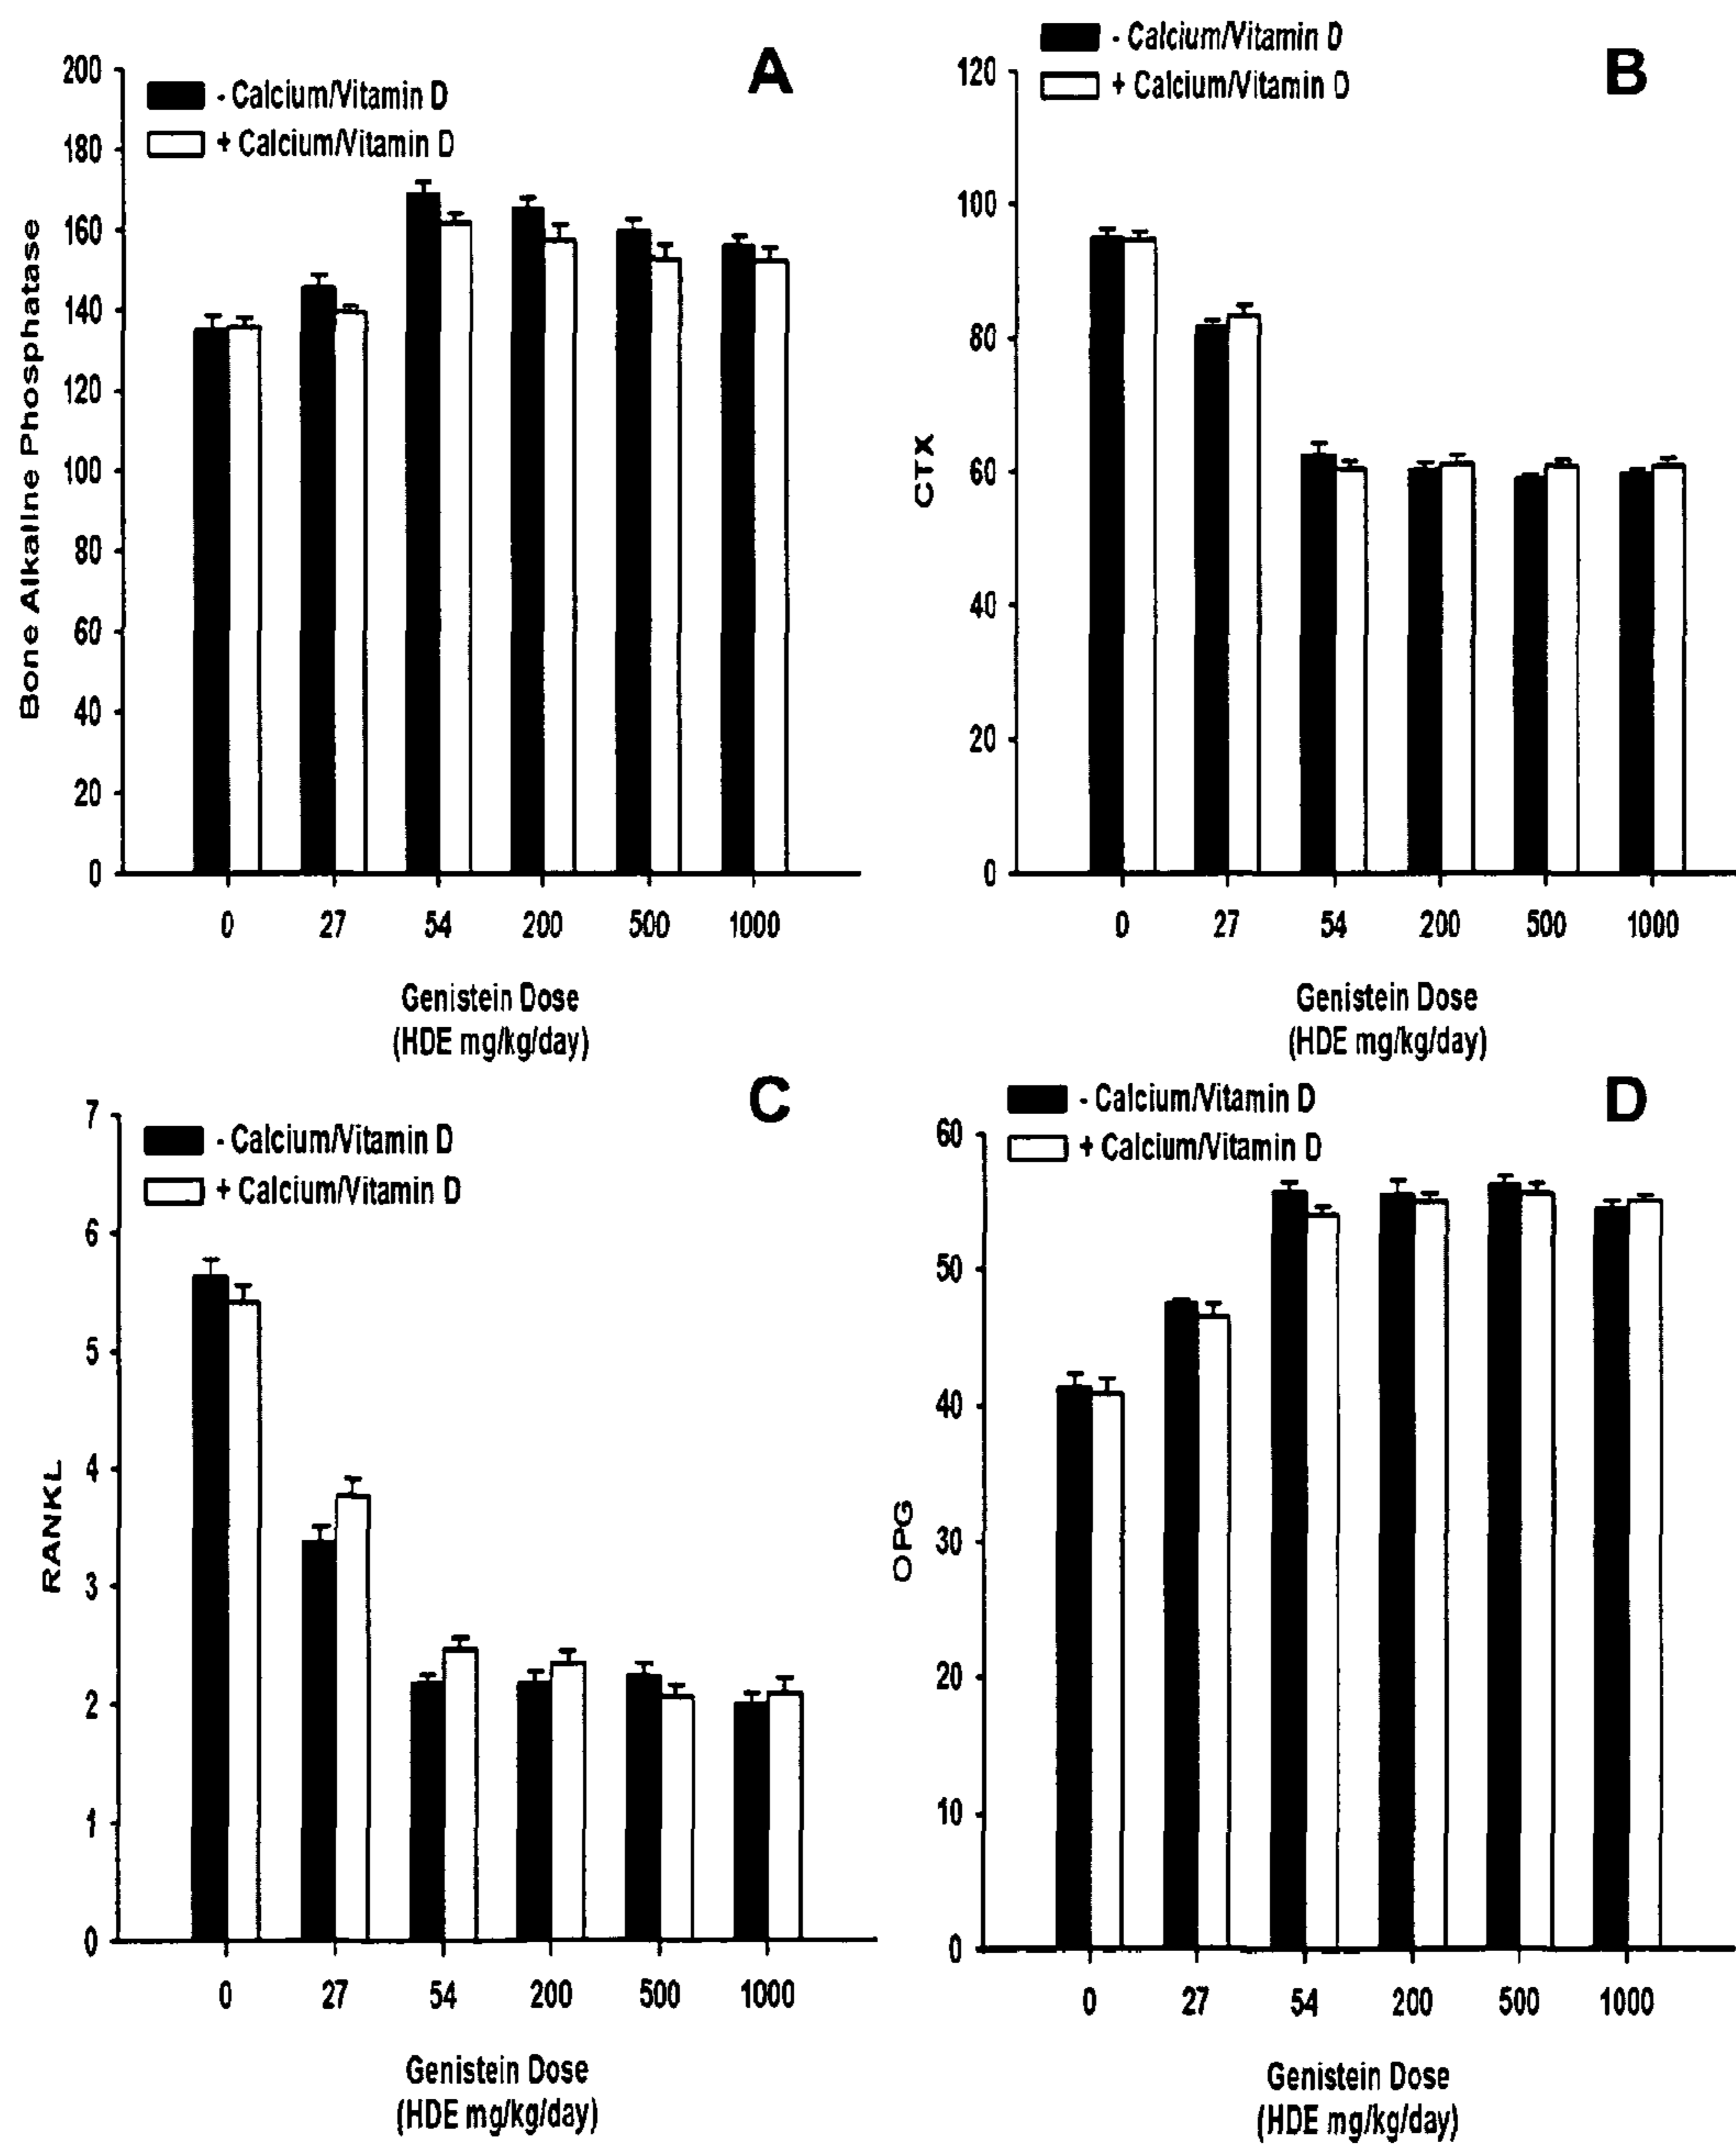 A
- Calcium/Vitamin D
+ Calcium/Vitamin D
200
180
160
140
120
100
80
60
40
20
0
Bone Alkaline Phosphatase
0 27 54 200 500 1000
Genistein Dose
(HDE mg/kg/day)
B
- Calcium/Vitamin D
+ Calcium/Vitamin D
120
100
80
60
40
20
0
CTX
0 27 54 200 500 1000
Genistein Dose
(HDE mg/kg/day)
C
- Calcium/Vitamin D
+ Calcium/Vitamin D
7
6
5
4
3
2
1
0
RANKL
0 27 54 200 500 1000
Genistein Dose
(HDE mg/kg/day)
D
- Calcium/Vitamin D
+ Calcium/Vitamin D
60
50
40
30
20
10
0
OPG
0 27 54 200 500 1000
Genistein Dose
(HDE mg/kg/day)